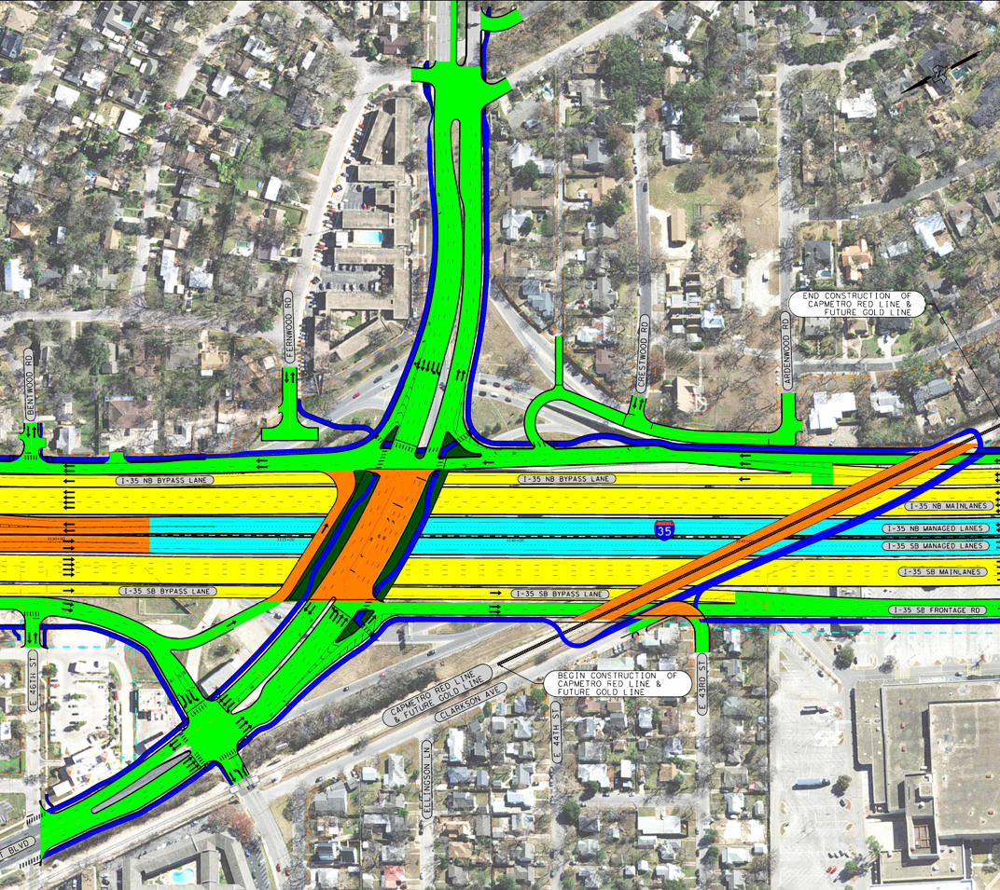 END CONSTRUCTION OF
CAPMETRO RED LINE &
FUTURE GOLD LINE
BENTWOOD RD
FERNWOOD RD
CRESTWOOD RD
ARDENWOOD RD
I-35 NB BYPASS LANE
I-35 NB BYPASS LANE
I-35 NB MAINLANES
35
I-35 NB MANAGED LANES
I-35 SB MANAGED LANES
I-35 SB MAINLANES
I-35 SB BYPASS LANE
I-35 SB BYPASS LANE
I-35 SB FRONTAGE RD
E 46TH ST
CAPMETRO RED LINE
& FUTURE GOLD LINE
CLARKSON AVE
BEGIN CONSTRUCTION OF
CAPMETRO RED LINE &
FUTURE GOLD LINE
E 43RD ST
E 44TH ST
ELLINGSON LN
T BLVD